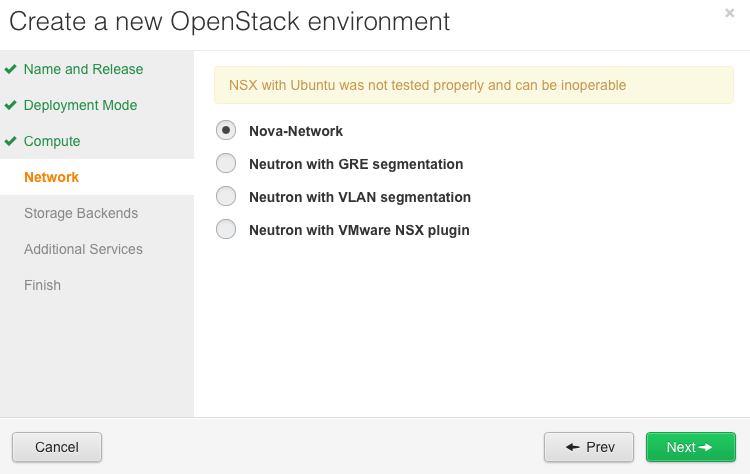 Create a new OpenStack environment
×
Name and Release
Deployment Mode
Compute
Network
Storage Backends
Additional Services
Finish
NSX with Ubuntu was not tested properly and can be inoperable
Nova-Network
Neutron with GRE segmentation
Neutron with VLAN segmentation
Neutron with VMware NSX plugin
Cancel
Prev
Next